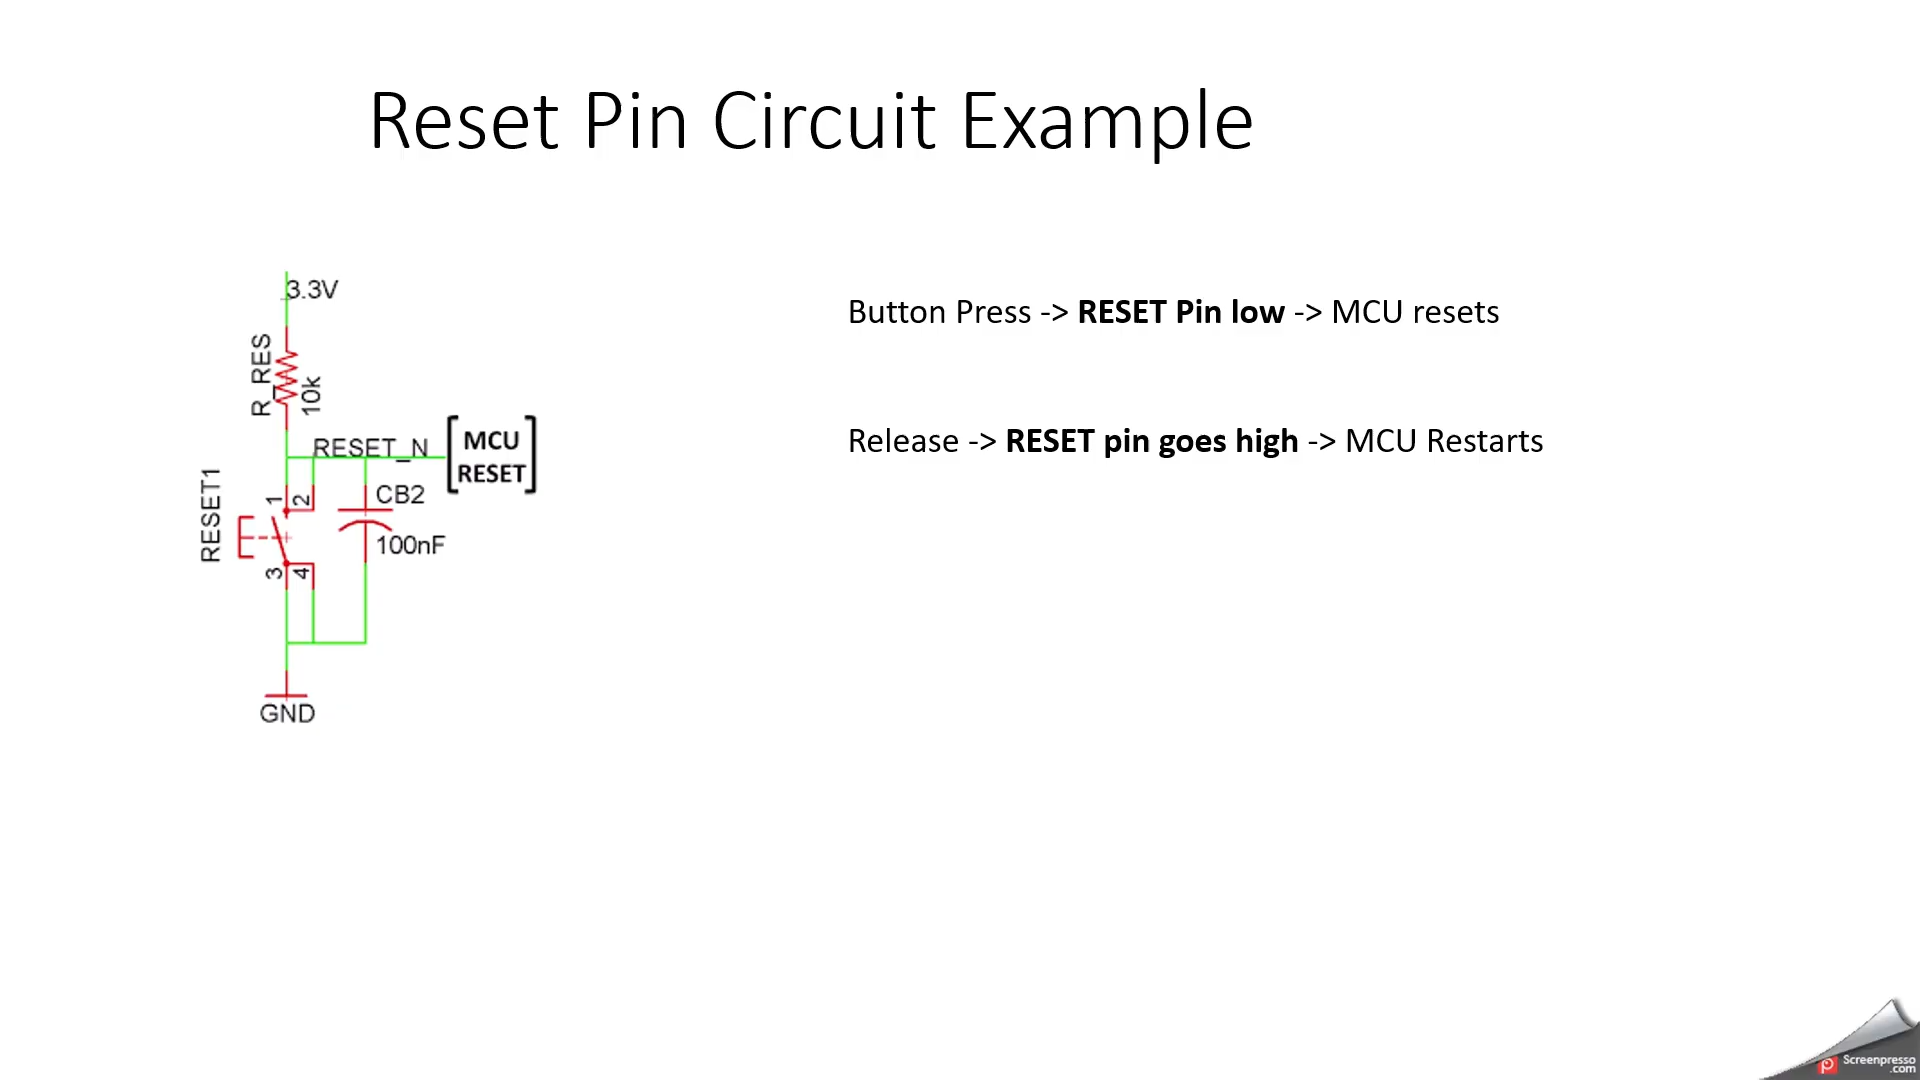 Reset Pin Circuit Example
3.3V
R_RES
10k
RESET_N
MCU
RESET
RESET1
1
2
CB2
100nF
3
4
GND
Button Press -> RESET Pin low -> MCU resets
Release -> RESET pin goes high -> MCU Restarts
Screenpresso
.com